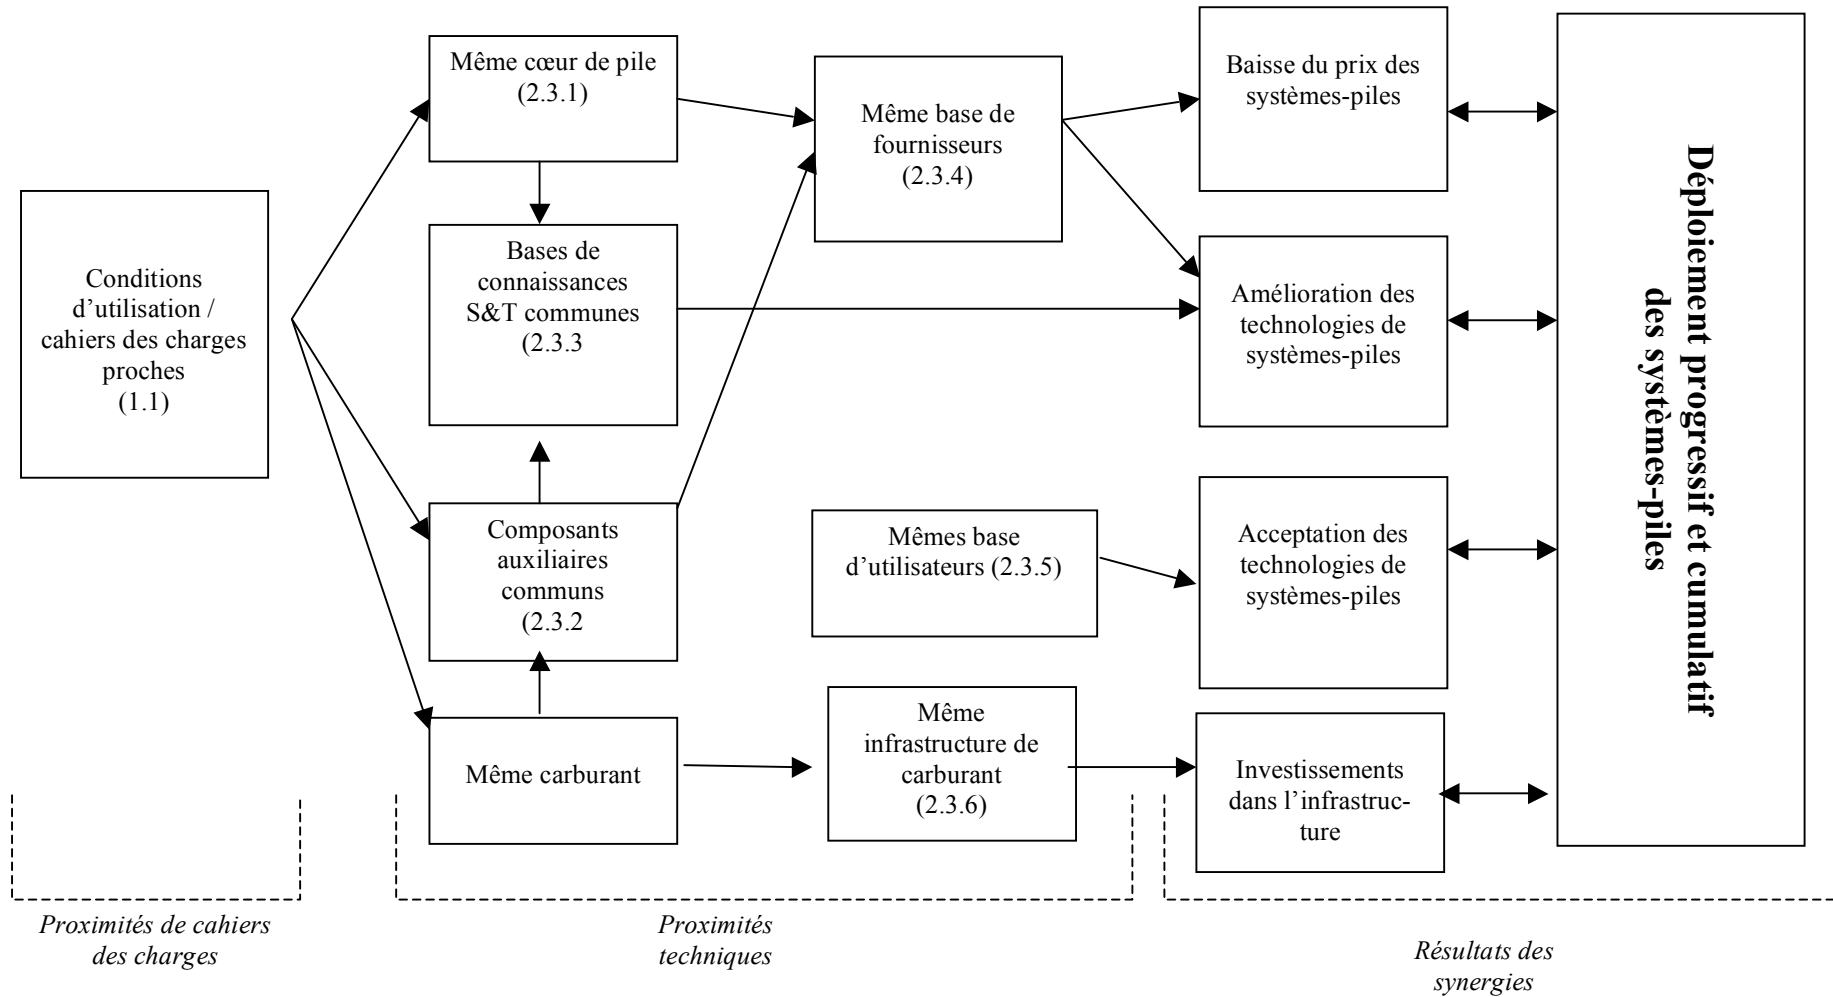 Conditions
d’utilisation /
cahiers des charges
proches
(1.1)
Même cœur de pile
(2.3.1)
Bases de
connaissances
S&T communes
(2.3.3
Composants
auxiliaires
communs
(2.3.2
Même carburant
Même base de
fournisseurs
(2.3.4)
Mêmes base
d’utilisateurs (2.3.5)
Même
infrastructure de
carburant
(2.3.6)
Baisse du prix des
systèmes-piles
Amélioration des
technologies de
systèmes-piles
Acceptation des
technologies de
systèmes-piles
Investissements
dans l’infrastruc-
ture
Déploiement progressif et cumulatif
des systèmes-piles
Proximités de cahiers
des charges
Proximités
techniques
Résultats des
synergies